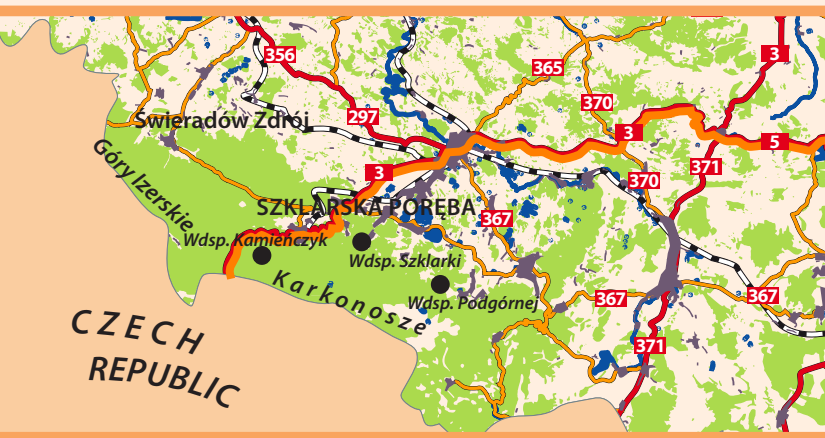 3
356
365
370
297
Świeradów Zdrój
3
5
Góry Izerskie
371
3
370
SZKLARSKA PORĘBA
367
Wdsp. Kamieńczyk
Wdsp. Szklarki
Karkonosze
Wdsp. Podgórnej
367
367
CZECH
REPUBLIC
371